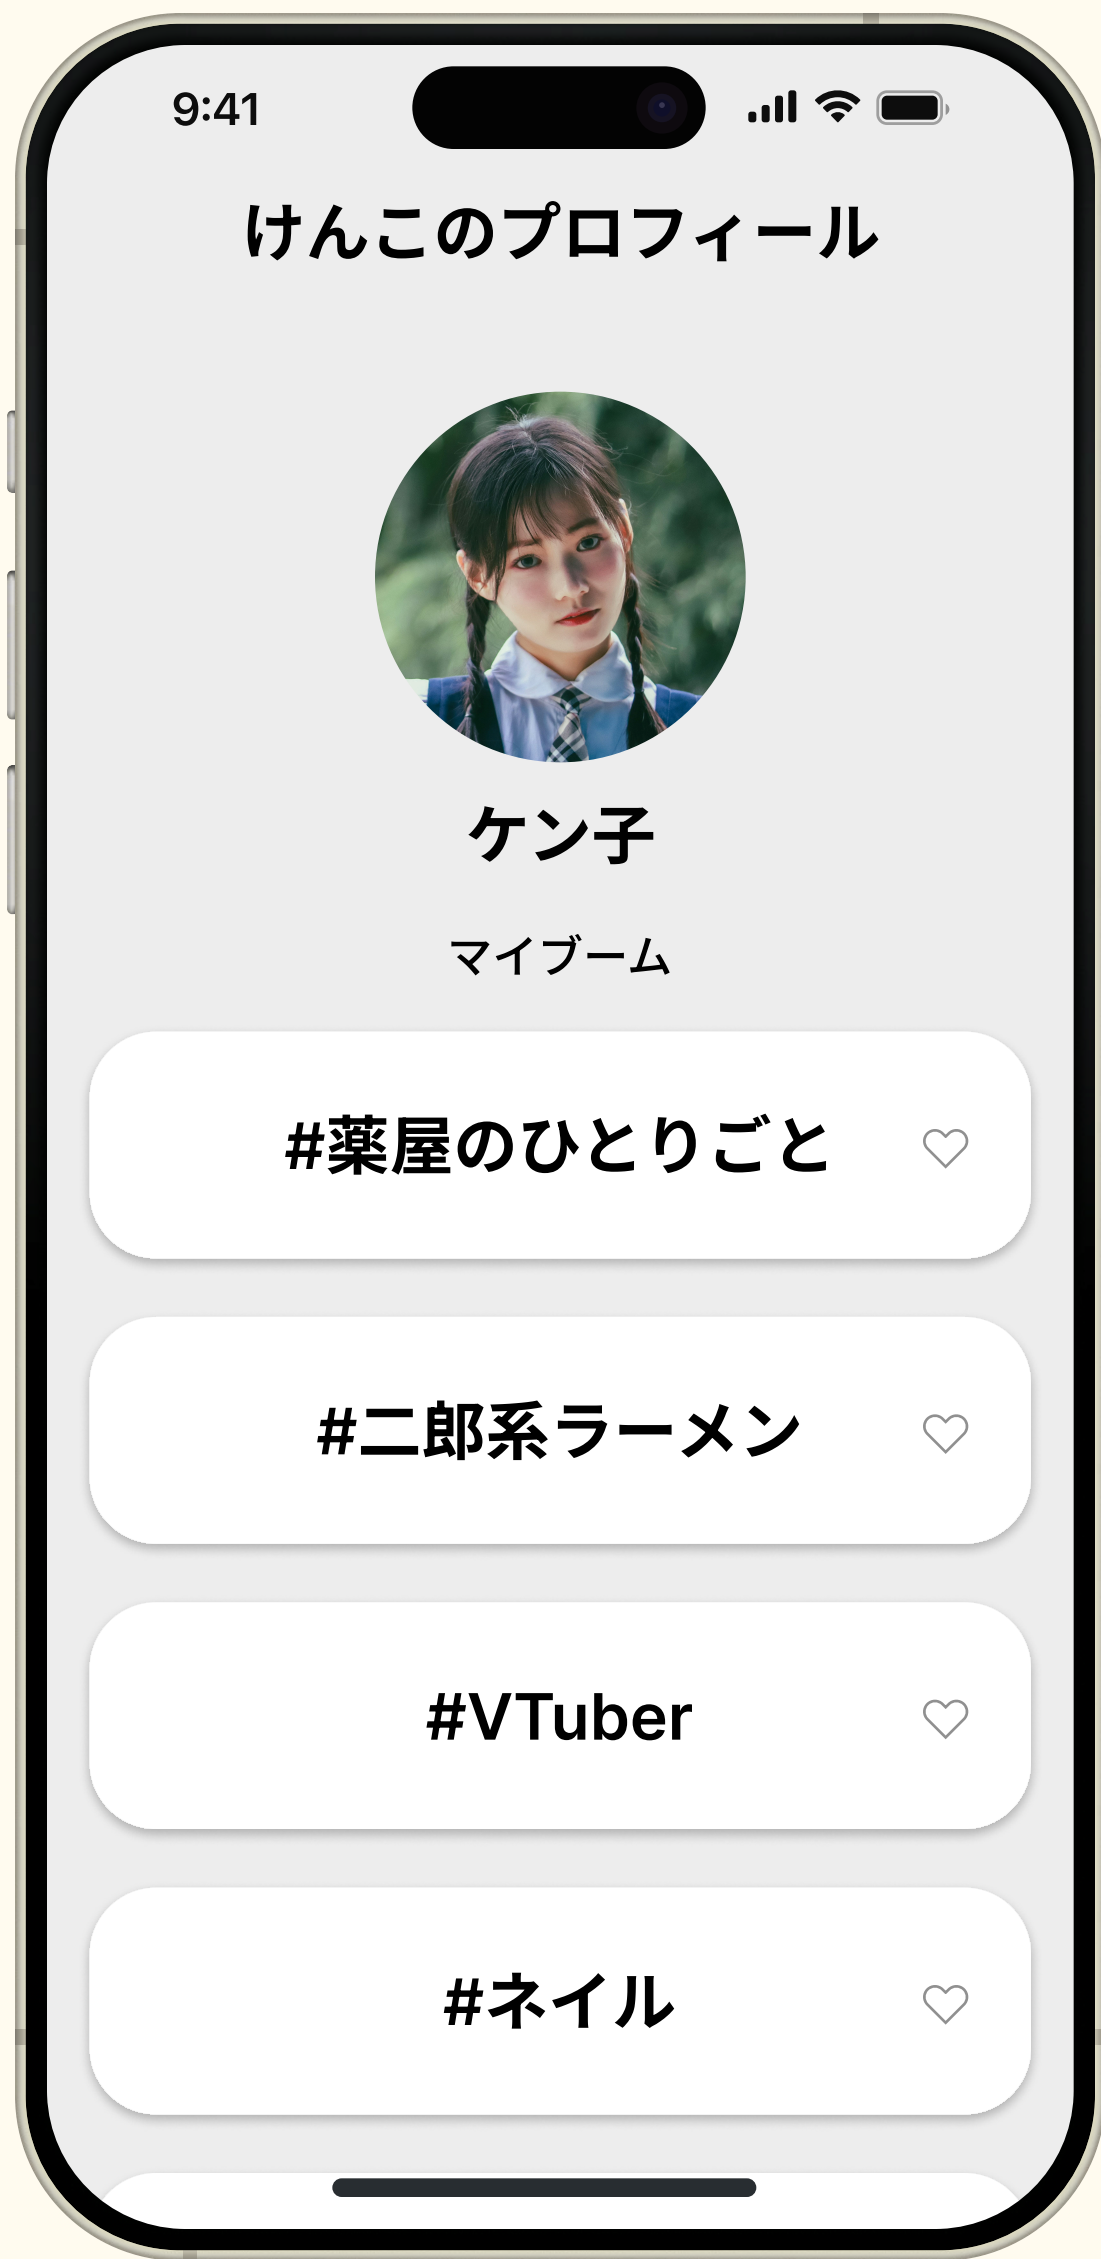 9:41
けんこのプロフィール
ケン子
マイブーム
#薬屋のひとりごと
#二郎系ラーメン
#VTuber
#ネイル